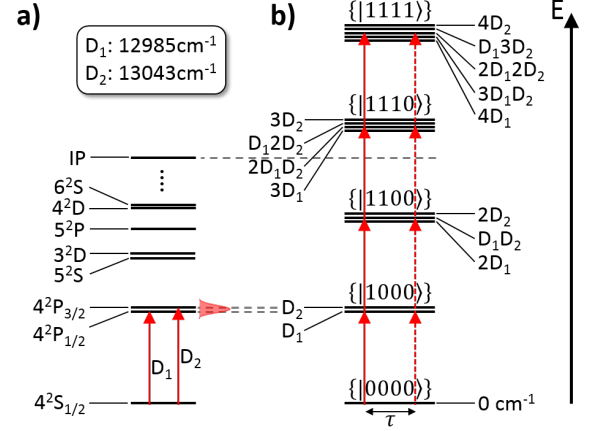 a)
D₁: 12985cm⁻¹
D₂: 13043cm⁻¹
IP
6²S
4²D
5²P
3²D
5²S
4²P₃/₂
4²P₁/₂
4²S₁/₂
D₁
D₂
b)
E
{|1111⟩}
4D₂
D₁3D₂
2D₁2D₂
3D₁D₂
4D₁
{|1110⟩}
3D₂
D₁2D₂
2D₁D₂
3D₁
{|1100⟩}
2D₂
D₁D₂
2D₁
{|1000⟩}
D₂
D₁
{|0000⟩}
0 cm⁻¹
τ